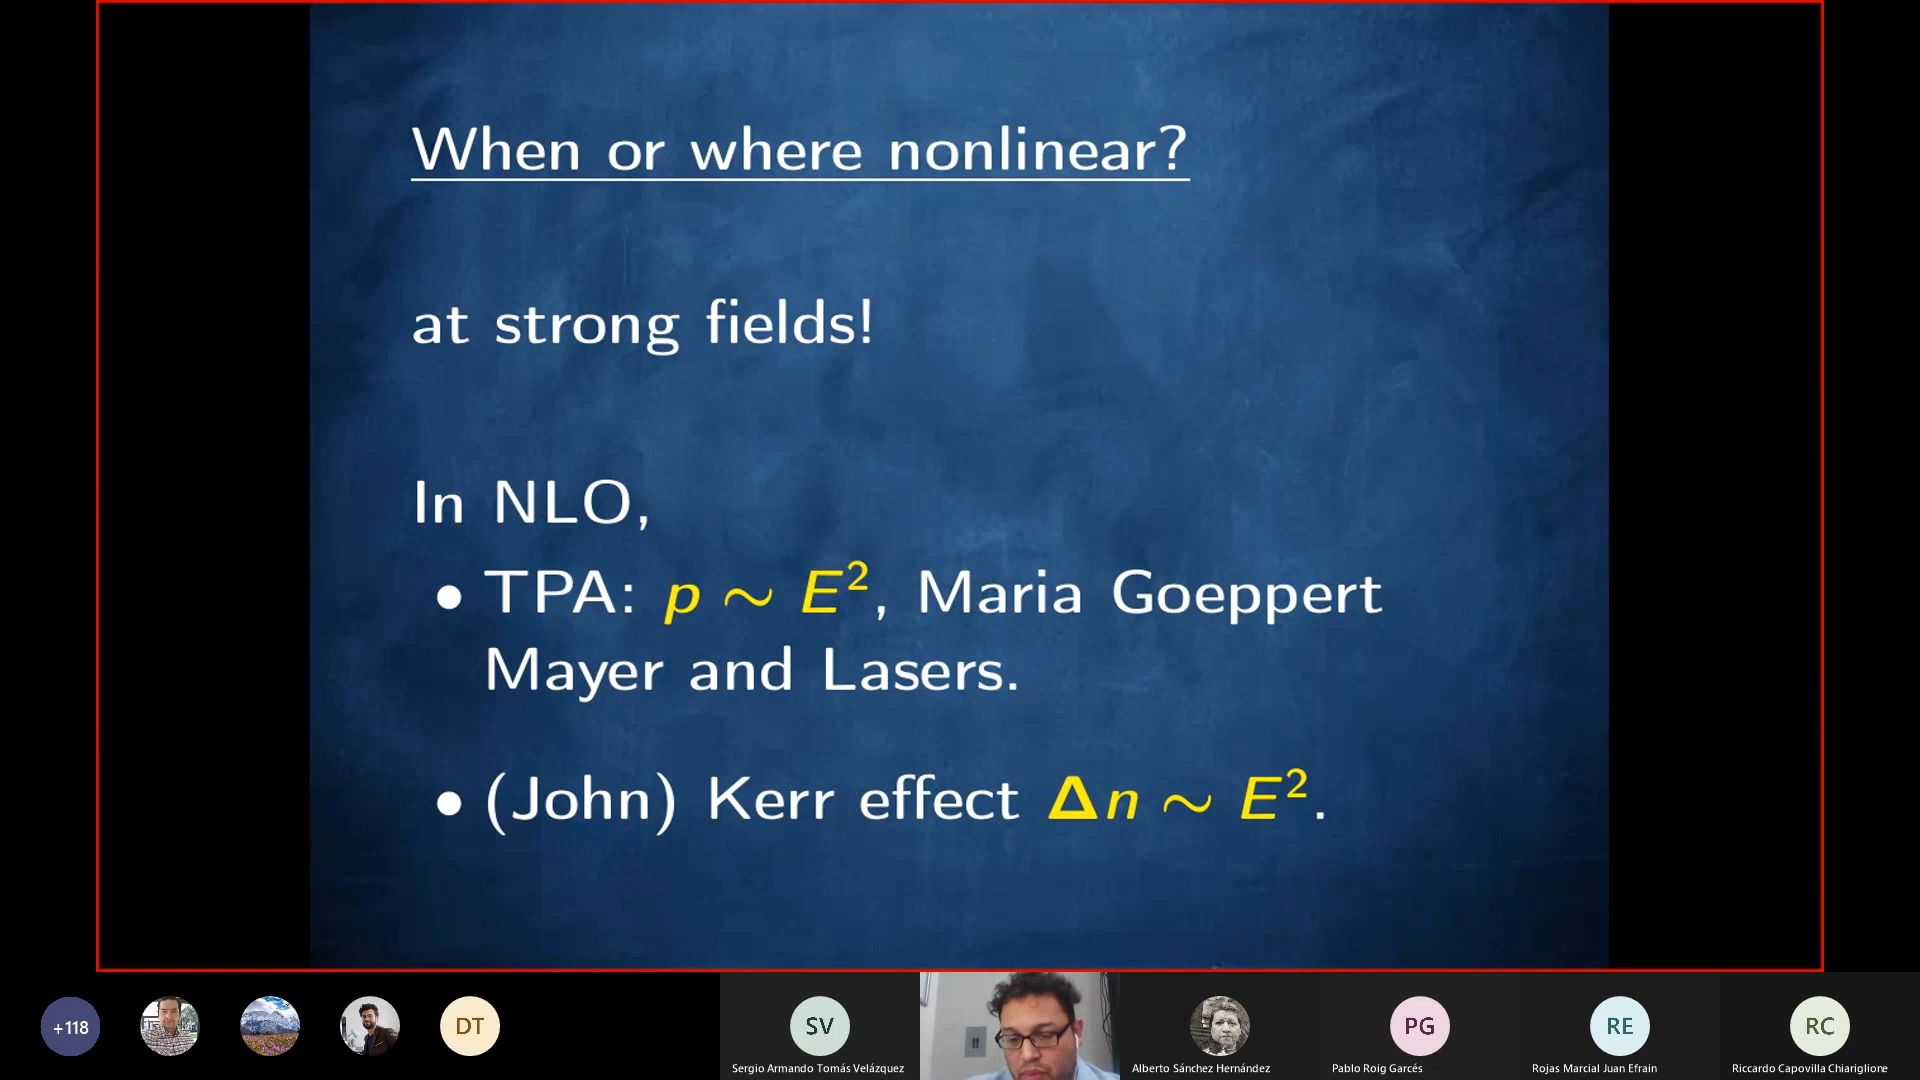 When or where nonlinear?
at strong fields!
In NLO,
• TPA: p ∼ E², Maria Goeppert
Mayer and Lasers.
• (John) Kerr effect Δn ∼ E².
+118
DT
SV
PG
RE
RC
Sergio Armando Tomás Velázquez
Alberto Sánchez Hernández
Pablo Roig Garcés
Rojas Marcial Juan Efrain
Riccardo Capovilla Chiariglione